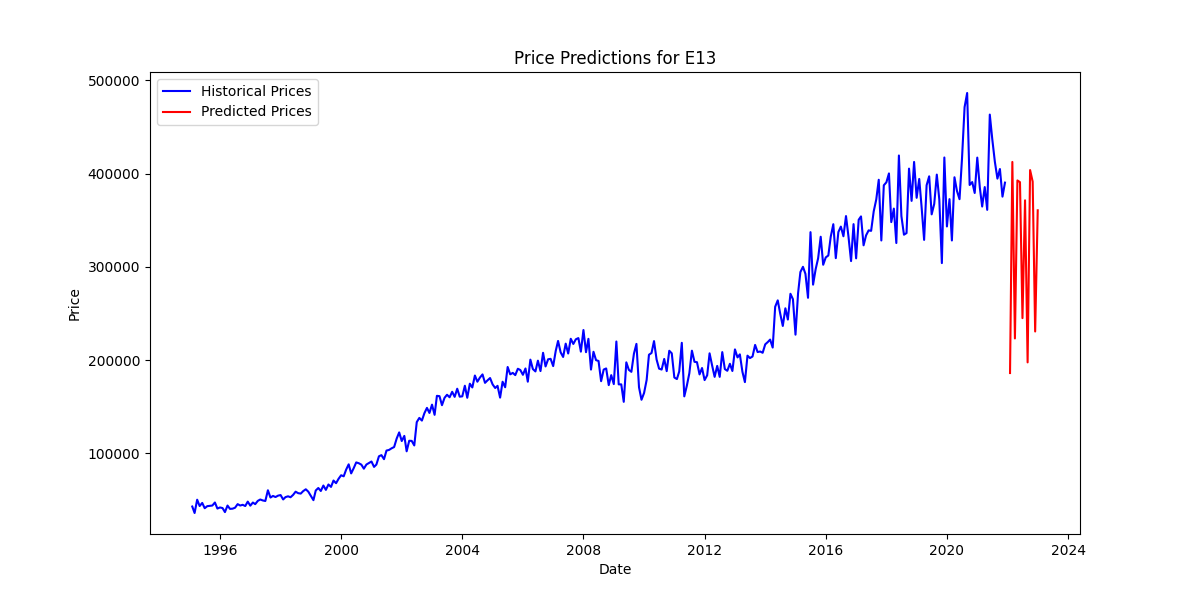 Price Predictions for E13
Historical Prices
Predicted Prices
500000
400000
300000
200000
100000
Price
1996 2000 2004 2008 2012 2016 2020 2024
Date